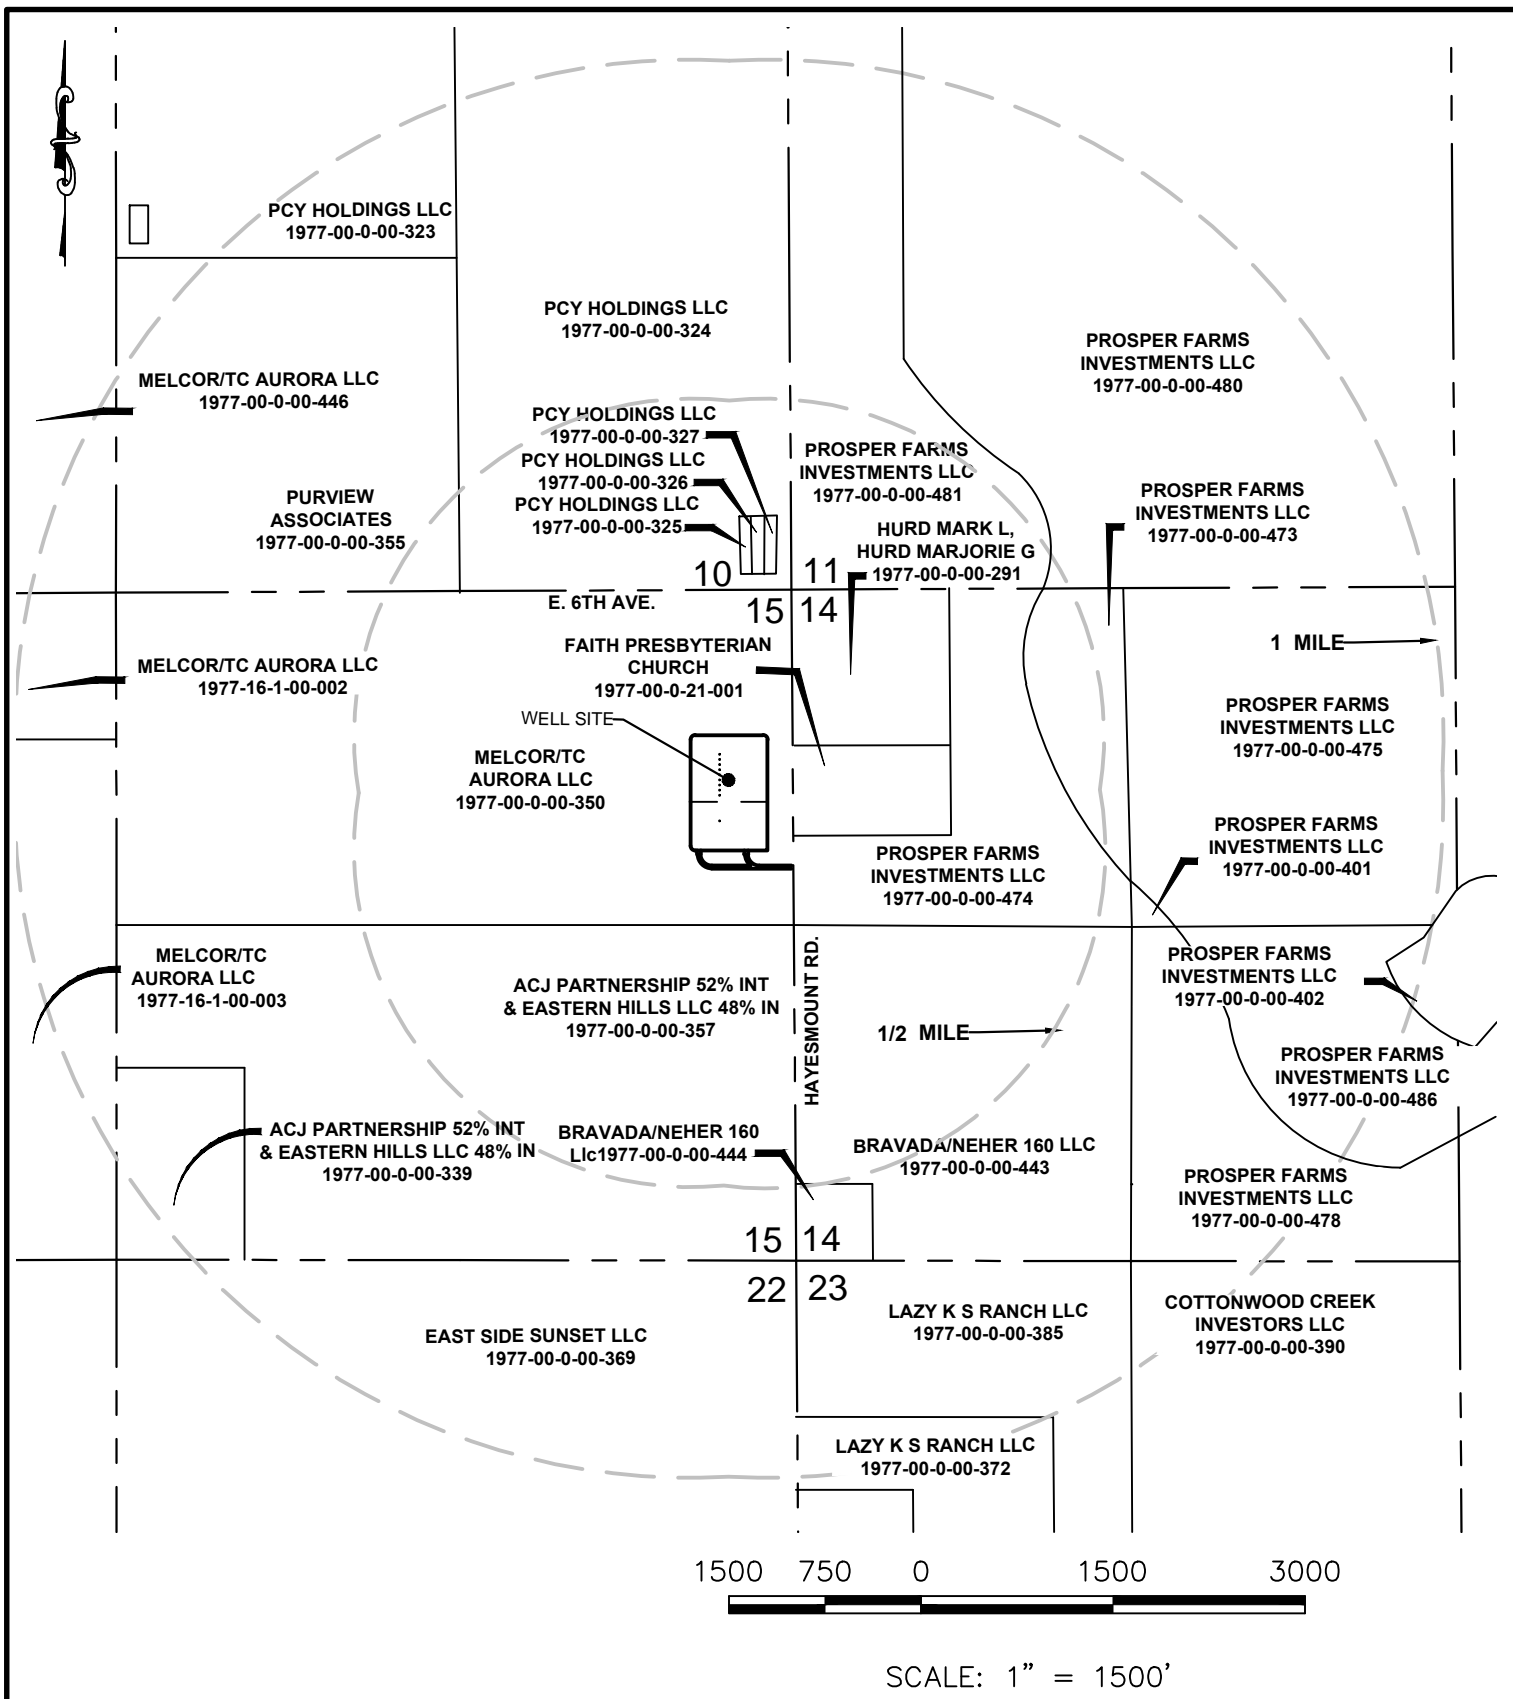 PCY HOLDINGS LLC
1977-00-0-00-323
PCY HOLDINGS LLC
1977-00-0-00-324
PROSPER FARMS
INVESTMENTS LLC
1977-00-0-00-480
MELCOR/TC AURORA LLC
1977-00-0-00-446
PCY HOLDINGS LLC
1977-00-0-00-327
PCY HOLDINGS LLC
1977-00-0-00-326
PCY HOLDINGS LLC
1977-00-0-00-325
PROSPER FARMS
INVESTMENTS LLC
1977-00-0-00-481
PURVIEW
ASSOCIATES
1977-00-0-00-355
PROSPER FARMS
INVESTMENTS LLC
1977-00-0-00-473
HURD MARK L,
HURD MARJORIE G
1977-00-0-00-291
10
11
E. 6TH AVE.
15
14
FAITH PRESBYTERIAN
CHURCH
1977-00-0-21-001
1 MILE
MELCOR/TC AURORA LLC
1977-16-1-00-002
WELL SITE
PROSPER FARMS
INVESTMENTS LLC
1977-00-0-00-475
MELCOR/TC
AURORA LLC
1977-00-0-00-350
PROSPER FARMS
INVESTMENTS LLC
1977-00-0-00-401
PROSPER FARMS
INVESTMENTS LLC
1977-00-0-00-474
MELCOR/TC
AURORA LLC
1977-16-1-00-003
ACJ PARTNERSHIP 52% INT
& EASTERN HILLS LLC 48% IN
1977-00-0-00-357
HAYESMOUNT RD.
1/2 MILE
PROSPER FARMS
INVESTMENTS LLC
1977-00-0-00-402
PROSPER FARMS
INVESTMENTS LLC
1977-00-0-00-486
ACJ PARTNERSHIP 52% INT
& EASTERN HILLS LLC 48% IN
1977-00-0-00-339
BRAVADA/NEHER 160
Llc1977-00-0-00-444
BRAVADA/NEHER 160 LLC
1977-00-0-00-443
PROSPER FARMS
INVESTMENTS LLC
1977-00-0-00-478
15
14
22
23
EAST SIDE SUNSET LLC
1977-00-0-00-369
LAZY K S RANCH LLC
1977-00-0-00-385
COTTONWOOD CREEK
INVESTORS LLC
1977-00-0-00-390
LAZY K S RANCH LLC
1977-00-0-00-372
1500 750 0 1500 3000
SCALE: 1" = 1500'